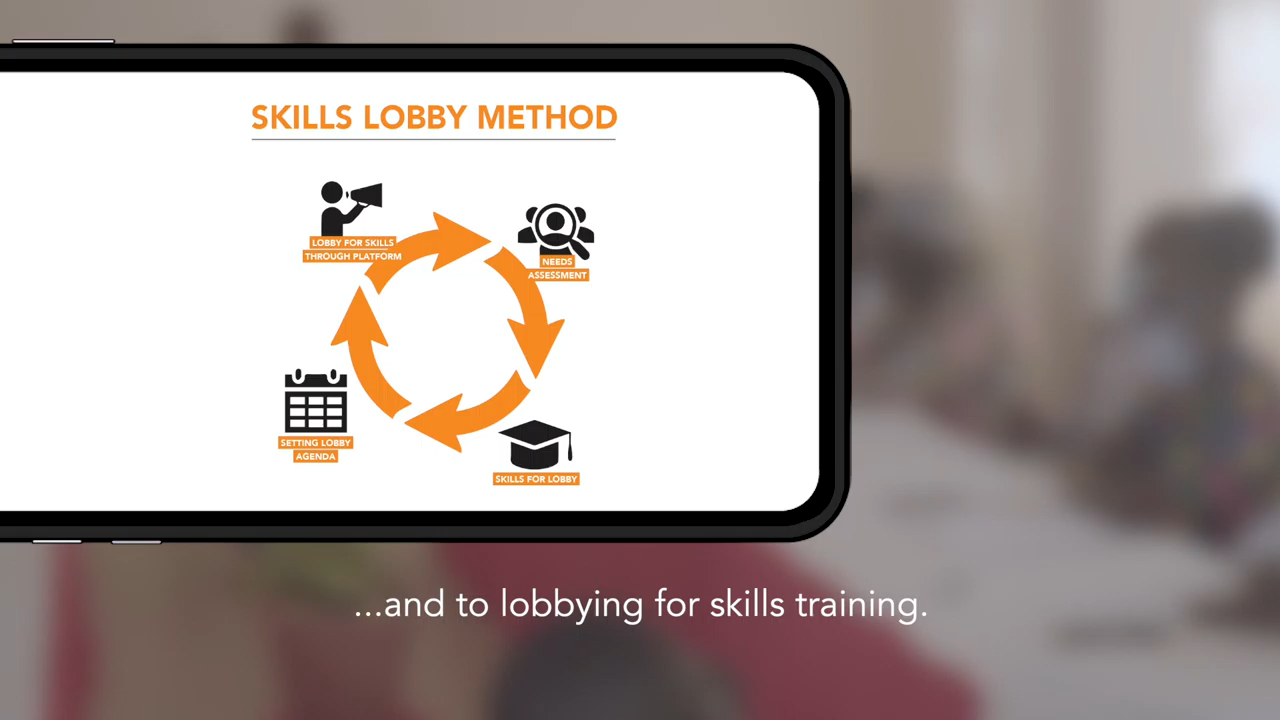 SKILLS LOBBY METHOD
LOBBY FOR SKILLS
THROUGH PLATFORM
NEEDS
ASSESSMENT
SETTING LOBBY
AGENDA
SKILLS FOR LOBBY
...and to lobbying for skills training.